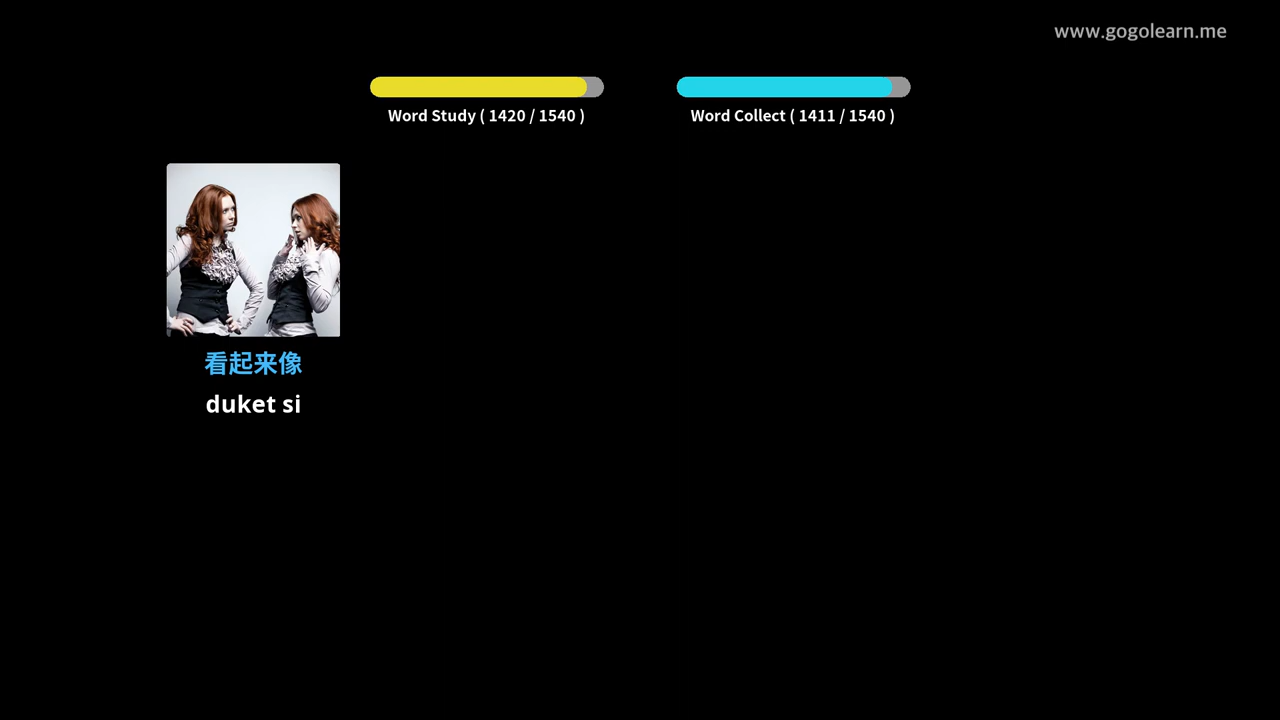 www.gogolearn.me
Word Study ( 1420 / 1540 )
Word Collect ( 1411 / 1540 )
看起来像
duket si